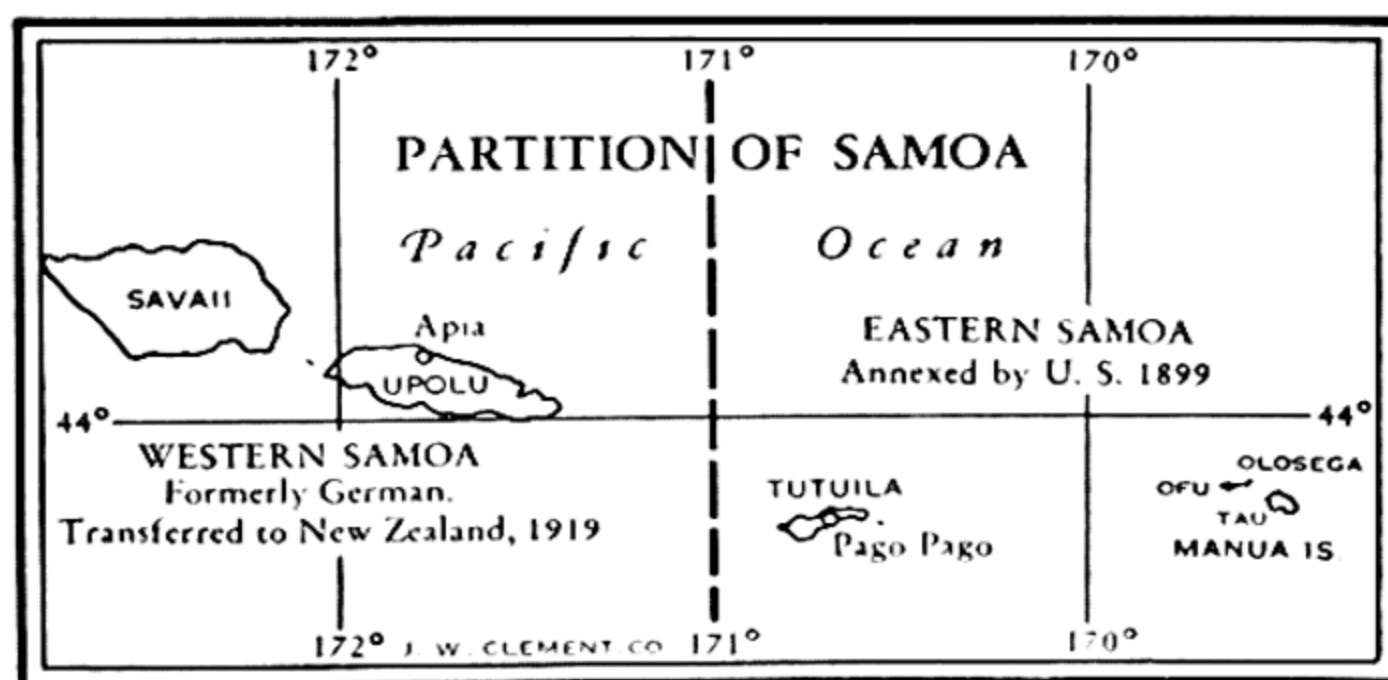 172° 171° 170°
PARTITION OF SAMOA
Pacific Ocean
SAVAII
Apia
UPOLU
EASTERN SAMOA
Annexed by U. S. 1899
44° 44°
WESTERN SAMOA
Formerly German.
Transferred to New Zealand, 1919
TUTUILA
Pago Pago
OLOSEGA
OFU
TAU
MANUA IS.
172° J. W. CLEMENT CO. 171° 170°